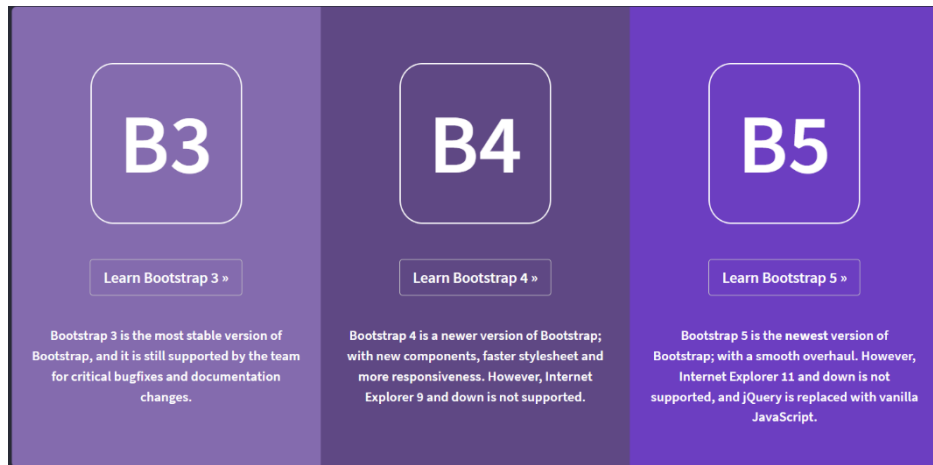 B3
Learn Bootstrap 3 »
Bootstrap 3 is the most stable version of
Bootstrap, and it is still supported by the team
for critical bugfixes and documentation
changes.
B4
Learn Bootstrap 4 »
Bootstrap 4 is a newer version of Bootstrap;
with new components, faster stylesheet and
more responsiveness. However, Internet
Explorer 9 and down is not supported.
B5
Learn Bootstrap 5 »
Bootstrap 5 is the newest version of
Bootstrap; with a smooth overhaul. However,
Internet Explorer 11 and down is not
supported, and jQuery is replaced with vanilla
JavaScript.